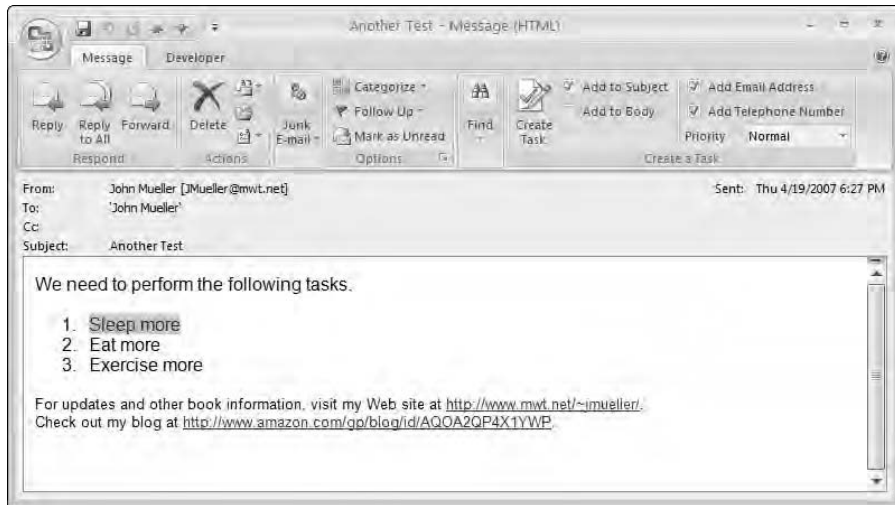 Another Test - Message (HTML)
Message Developer
Reply
Reply to All
Forward
Respond
Delete
Actions
Junk E-mail
Categorize
Follow Up
Mark as Unread
Options
Find
Create Task
Add to Subject
Add to Body
Add Email Address
Add Telephone Number
Priority Normal
Create a Task
From: John Mueller [JMueller@mwt.net] Sent: Thu 4/19/2007 6:27 PM
To: 'John Mueller'
Cc:
Subject: Another Test
We need to perform the following tasks.
1. Sleep more
2. Eat more
3. Exercise more
For updates and other book information, visit my Web site at http://www.mwt.net/~jmueller/.
Check out my blog at http://www.amazon.com/gp/blog/id/AQOA2QP4X1YWP.